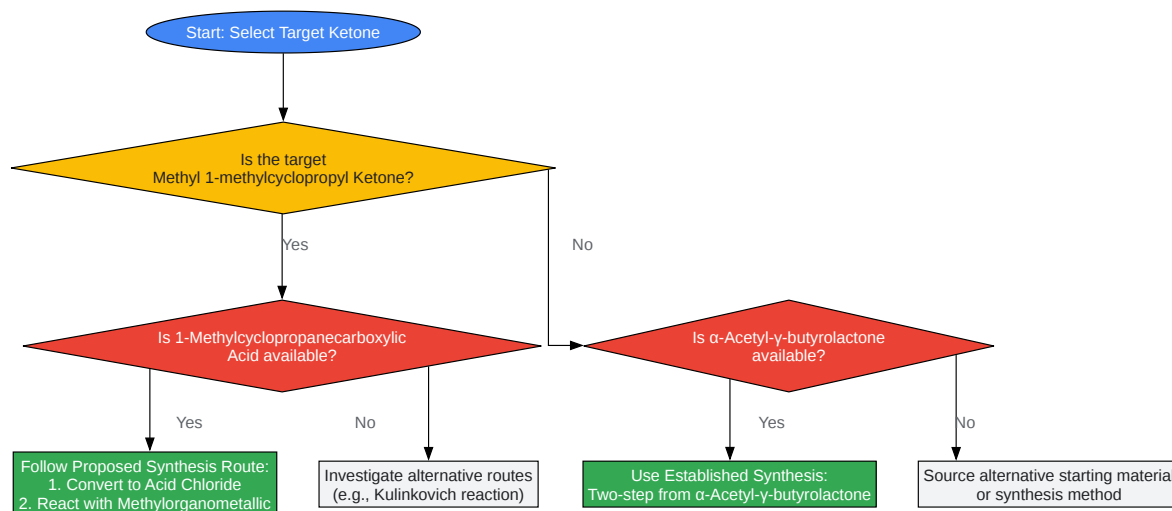 Start: Select Target Ketone
Is the target
Methyl 1-methylcyclopropyl Ketone?
Yes
No
Is 1-Methylcyclopropanecarboxylic
Acid available?
Is α-Acetyl-γ-butyrolactone
available?
Yes
No
Yes
No
Follow Proposed Synthesis Route:
1. Convert to Acid Chloride
2. React with Methylorganometallic
Investigate alternative routes
(e.g., Kulinkovich reaction)
Use Established Synthesis:
Two-step from α-Acetyl-γ-butyrolactone
Source alternative starting material
or synthesis method